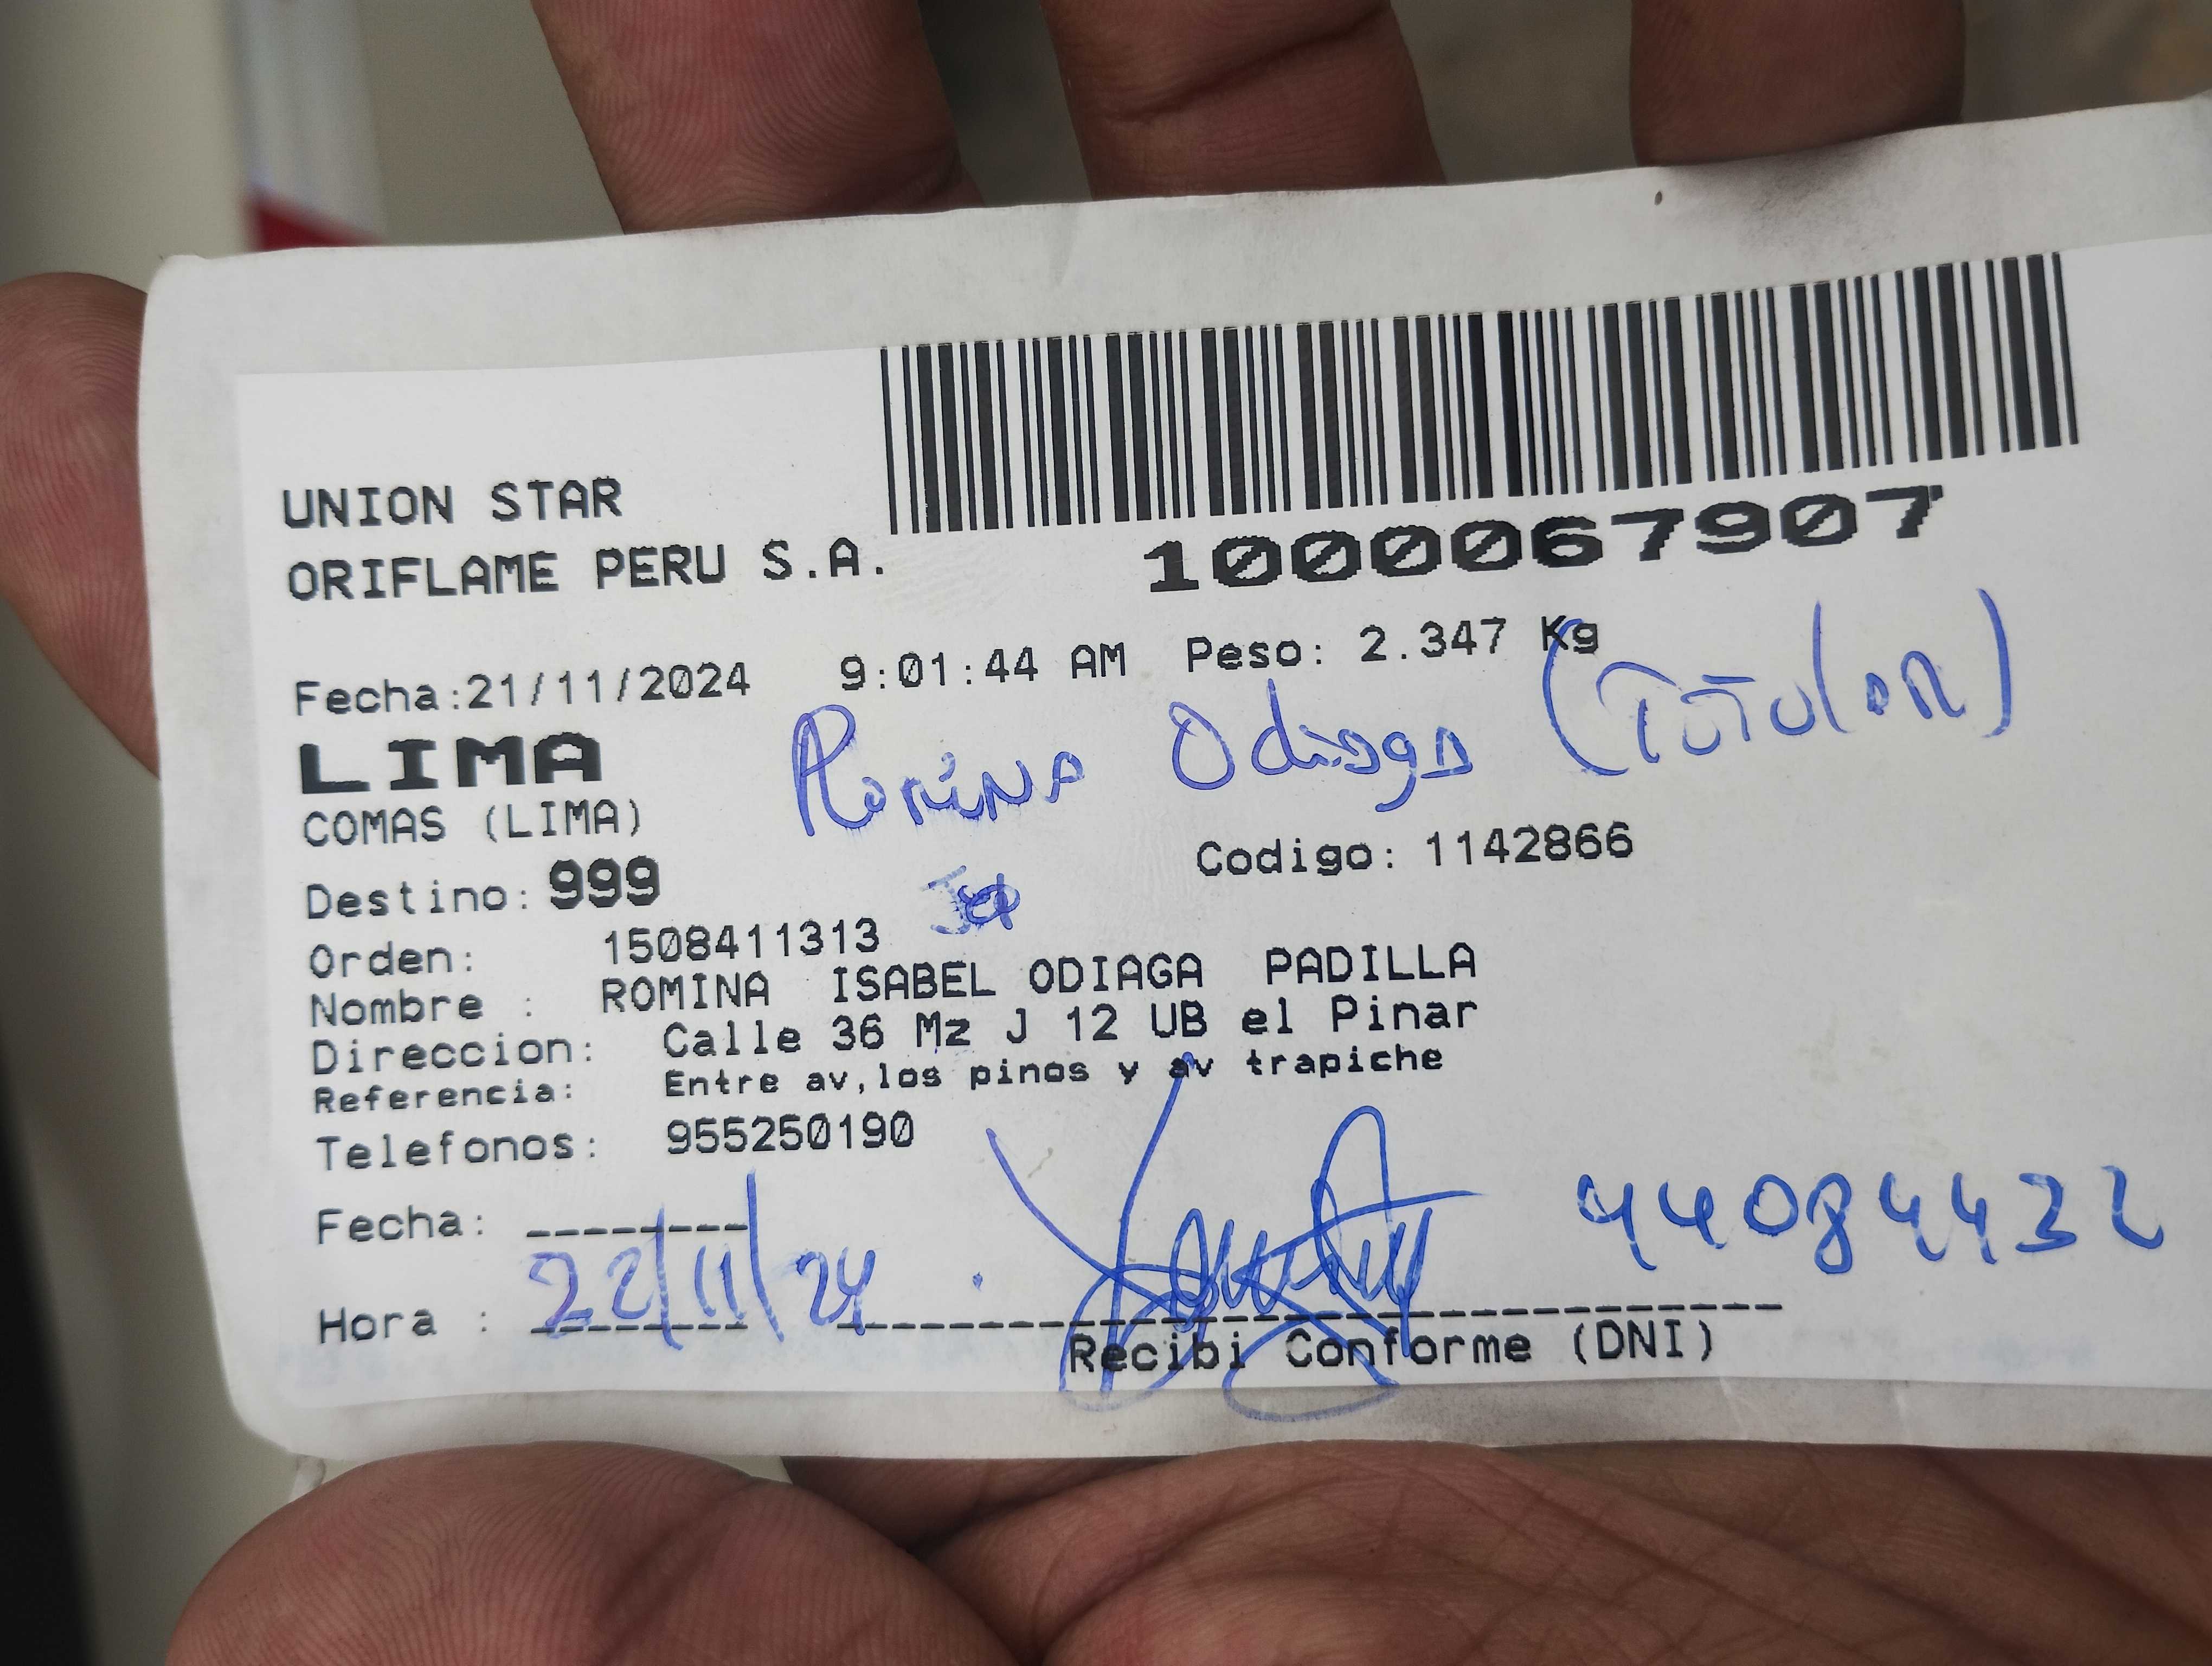 UNION STAR
ORIFLAME PERU S.A.
1000067907
Fecha:21/11/2024 9:01:44 AM Peso: 2.347 Kg
LIMA
Romina Odiaga (Titular)
COMAS (LIMA)
Codigo: 1142866
Destino: 999
Orden: 1508411313
Nombre : ROMINA ISABEL ODIAGA PADILLA
Direccion: Calle 36 Mz J 12 UB el Pinar
Referencia: Entre av,los pinos y av trapiche
Telefonos: 955250190
Fecha: --------
44084432
Hora : 22/11/24
Recibi Conforme (DNI)